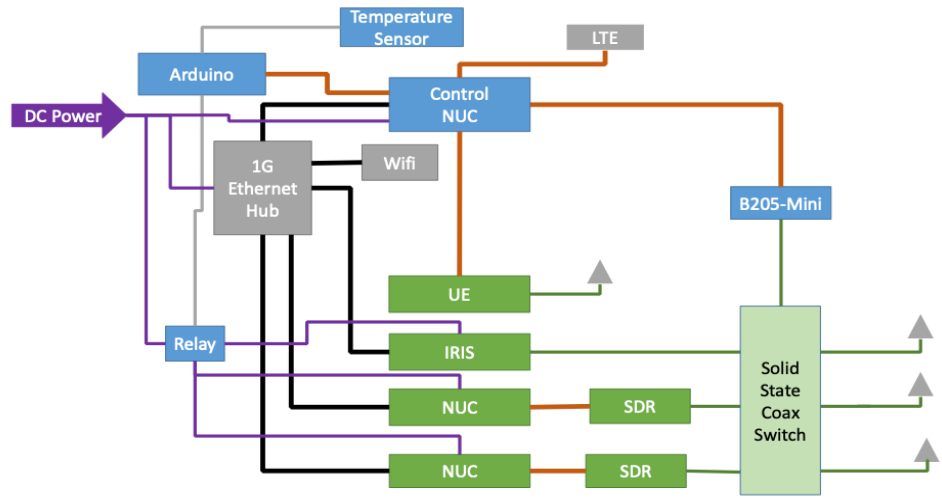 Temperature
Sensor
LTE
Arduino
Control
NUC
DC Power
1G
Ethernet
Hub
Wifi
B205-Mini
UE
Relay
IRIS
Solid
State
Coax
Switch
NUC
SDR
NUC
SDR